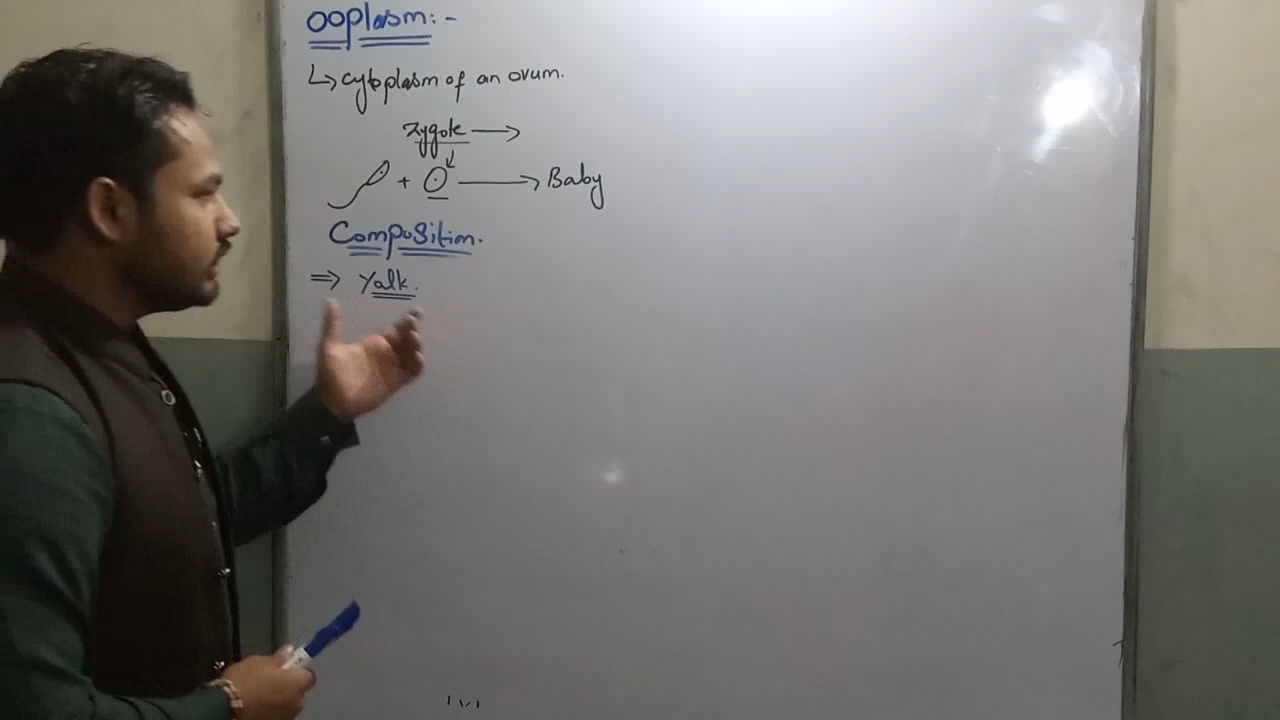 Ooplasm:-
↳ cytoplasm of an ovum.
Zygote →
+ → Baby
Composition.
⇒ Yalk.